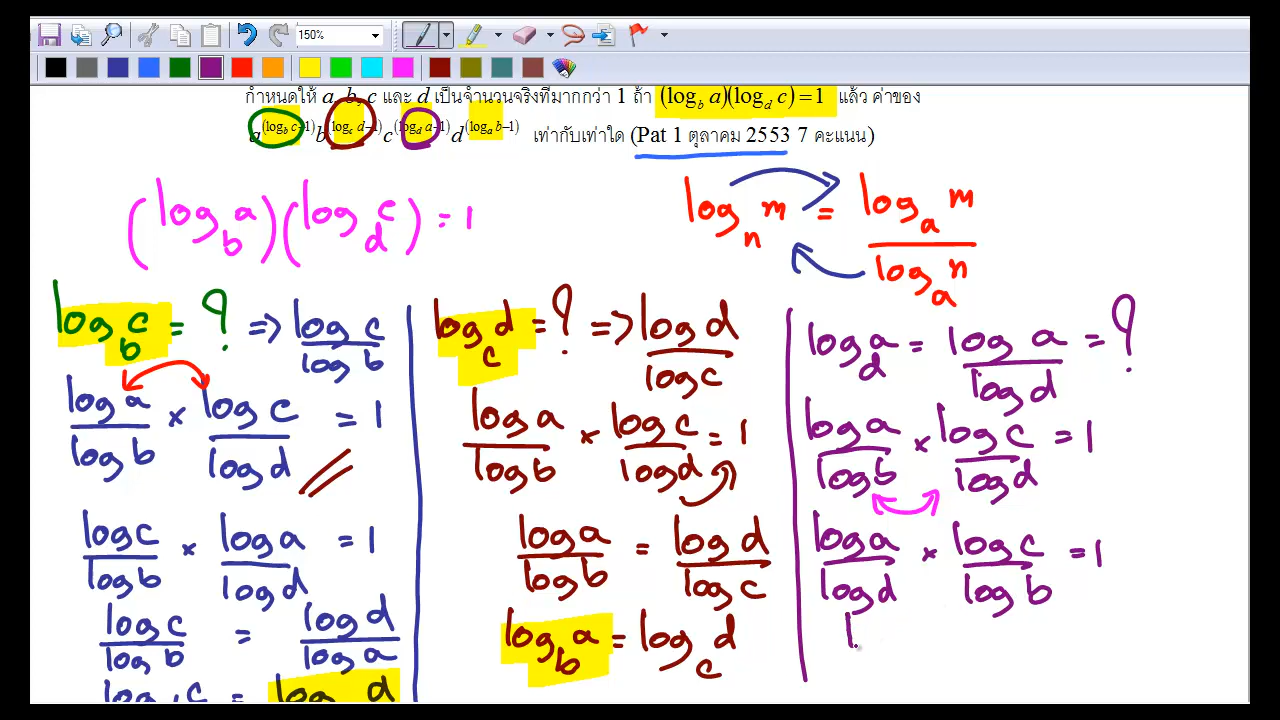 150%
กำหนดให้ a, b, c และ d เป็นจำนวนจริงที่มากกว่า 1 ถ้า (log_b a)(log_d c) = 1 แล้ว ค่าของ
a^(log_b c−1) b^(log_c d−1) c^(log_d a−1) d^(log_a b−1) เท่ากับเท่าใด (Pat 1 ตุลาคม 2553 7 คะแนน)
(log_b a)(log_d c) = 1
log_n m = log_a m / log_a n
log_b c = ? => log c / log b
log a / log b × log c / log d = 1
log c / log b × log a / log d = 1
log c / log b = log d / log a
log_b c = log d
log_c d = ? => log d / log c
log a / log b × log c / log d = 1
log a / log b = log d / log c
log_b a = log_c d
log_d a = log a / log d = ?
log a / log b × log c / log d = 1
log a / log d × log c / log b = 1
l